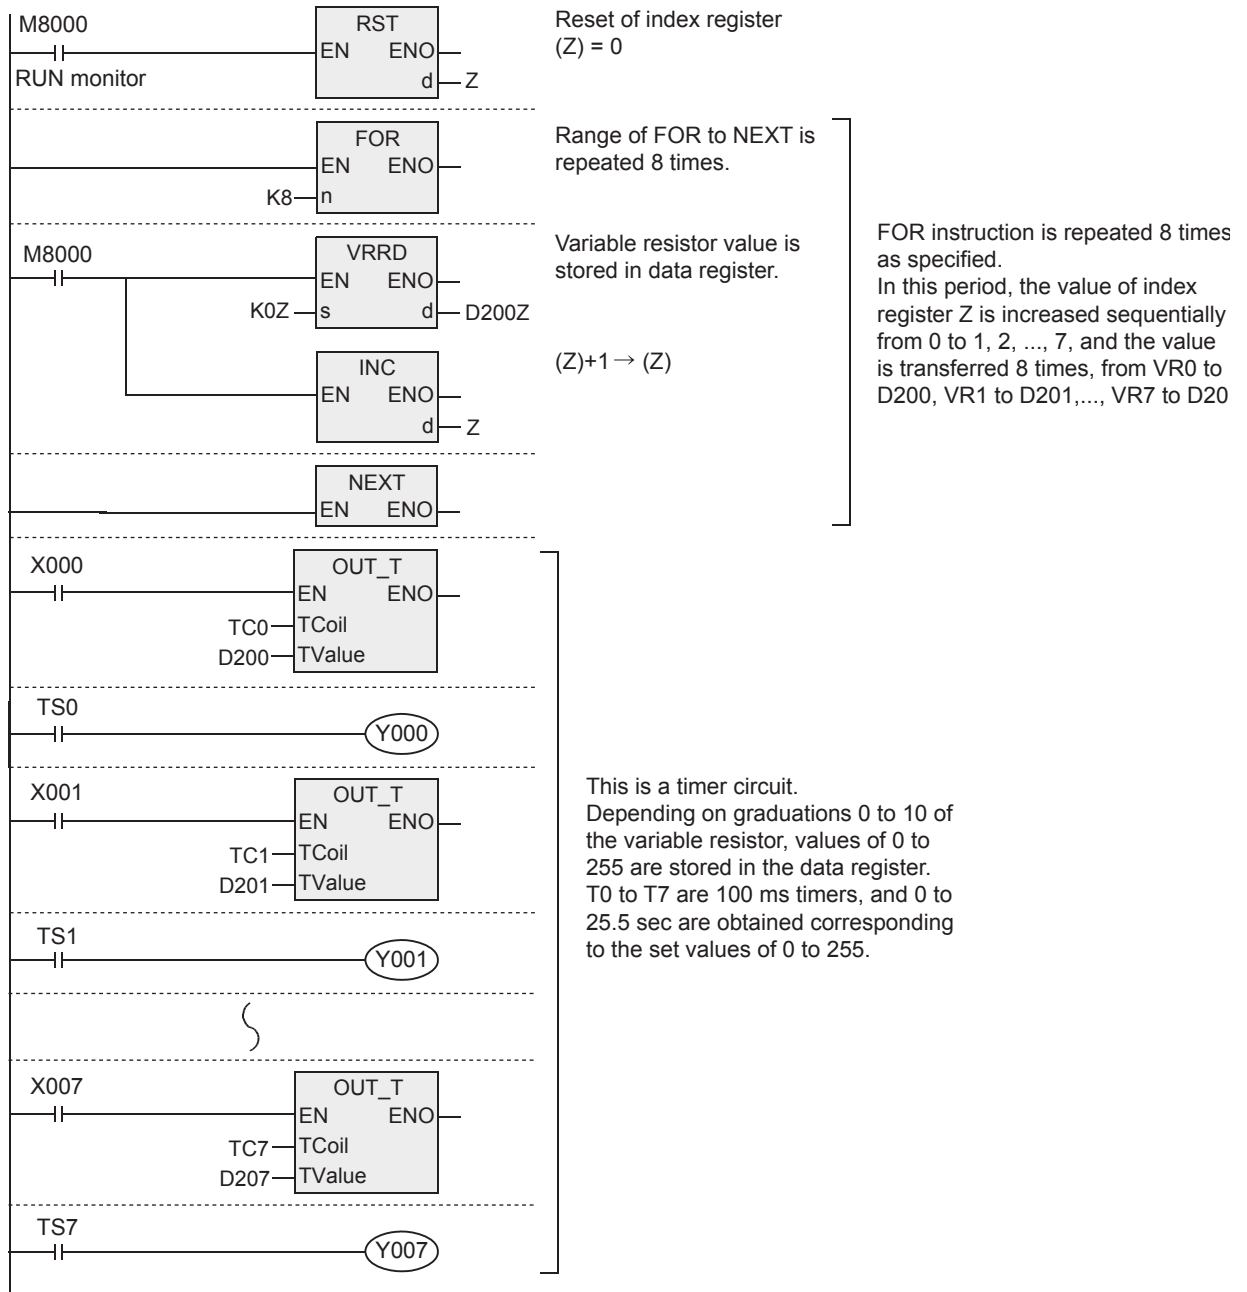 M8000
RST
EN ENO
d Z
RUN monitor
Reset of index register
(Z) = 0
FOR
EN ENO
K8 n
Range of FOR to NEXT is
repeated 8 times.
M8000
VRRD
EN ENO
K0Z s d D200Z
Variable resistor value is
stored in data register.
INC
EN ENO
d Z
(Z)+1→ (Z)
NEXT
EN ENO
FOR instruction is repeated 8 times
as specified.
In this period, the value of index
register Z is increased sequentially
from 0 to 1, 2, ..., 7, and the value
is transferred 8 times, from VR0 to
D200, VR1 to D201,..., VR7 to D20
X000
OUT_T
EN ENO
TC0 TCoil
D200 TValue
TS0
Y000
X001
OUT_T
EN ENO
TC1 TCoil
D201 TValue
TS1
Y001
X007
OUT_T
EN ENO
TC7 TCoil
D207 TValue
TS7
Y007
This is a timer circuit.
Depending on graduations 0 to 10 of
the variable resistor, values of 0 to
255 are stored in the data register.
T0 to T7 are 100 ms timers, and 0 to
25.5 sec are obtained corresponding
to the set values of 0 to 255.